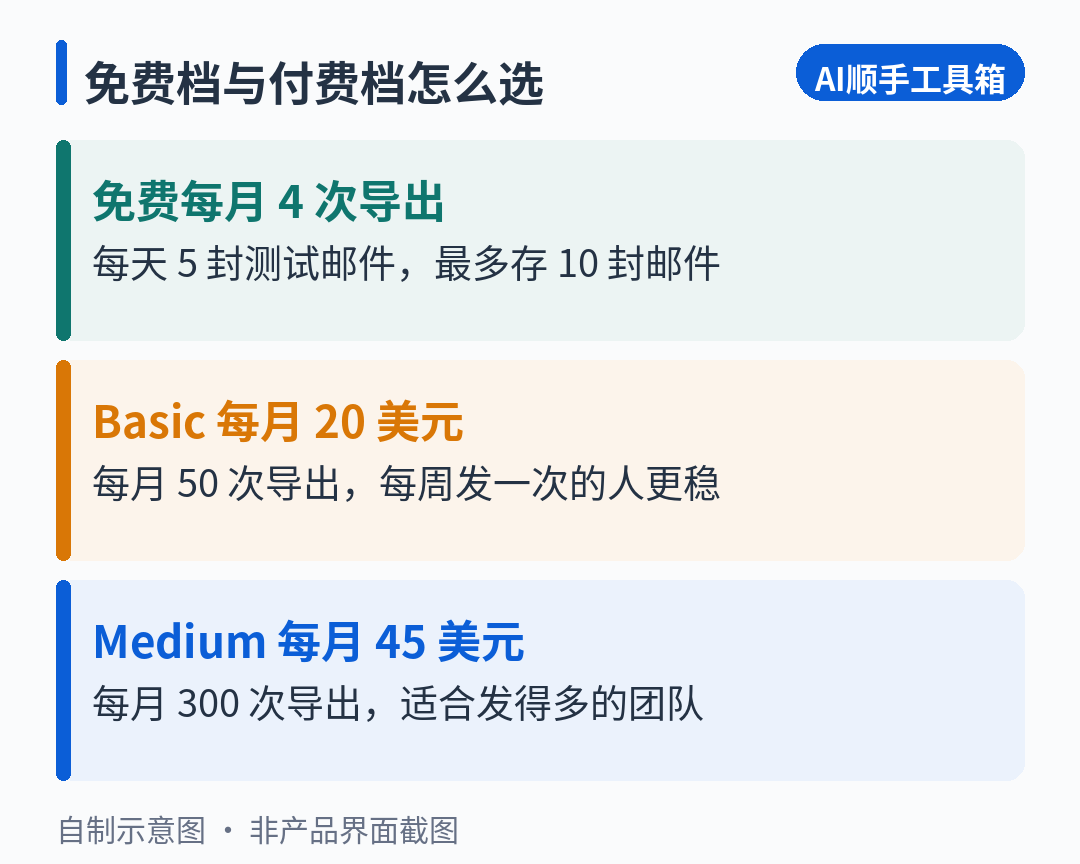 免费档与付费档怎么选
AI顺手工具箱
免费每月 4 次导出
每天 5 封测试邮件，最多存 10 封邮件
Basic 每月 20 美元
每月 50 次导出，每周发一次的人更稳
Medium 每月 45 美元
每月 300 次导出，适合发得多的团队
自制示意图 · 非产品界面截图